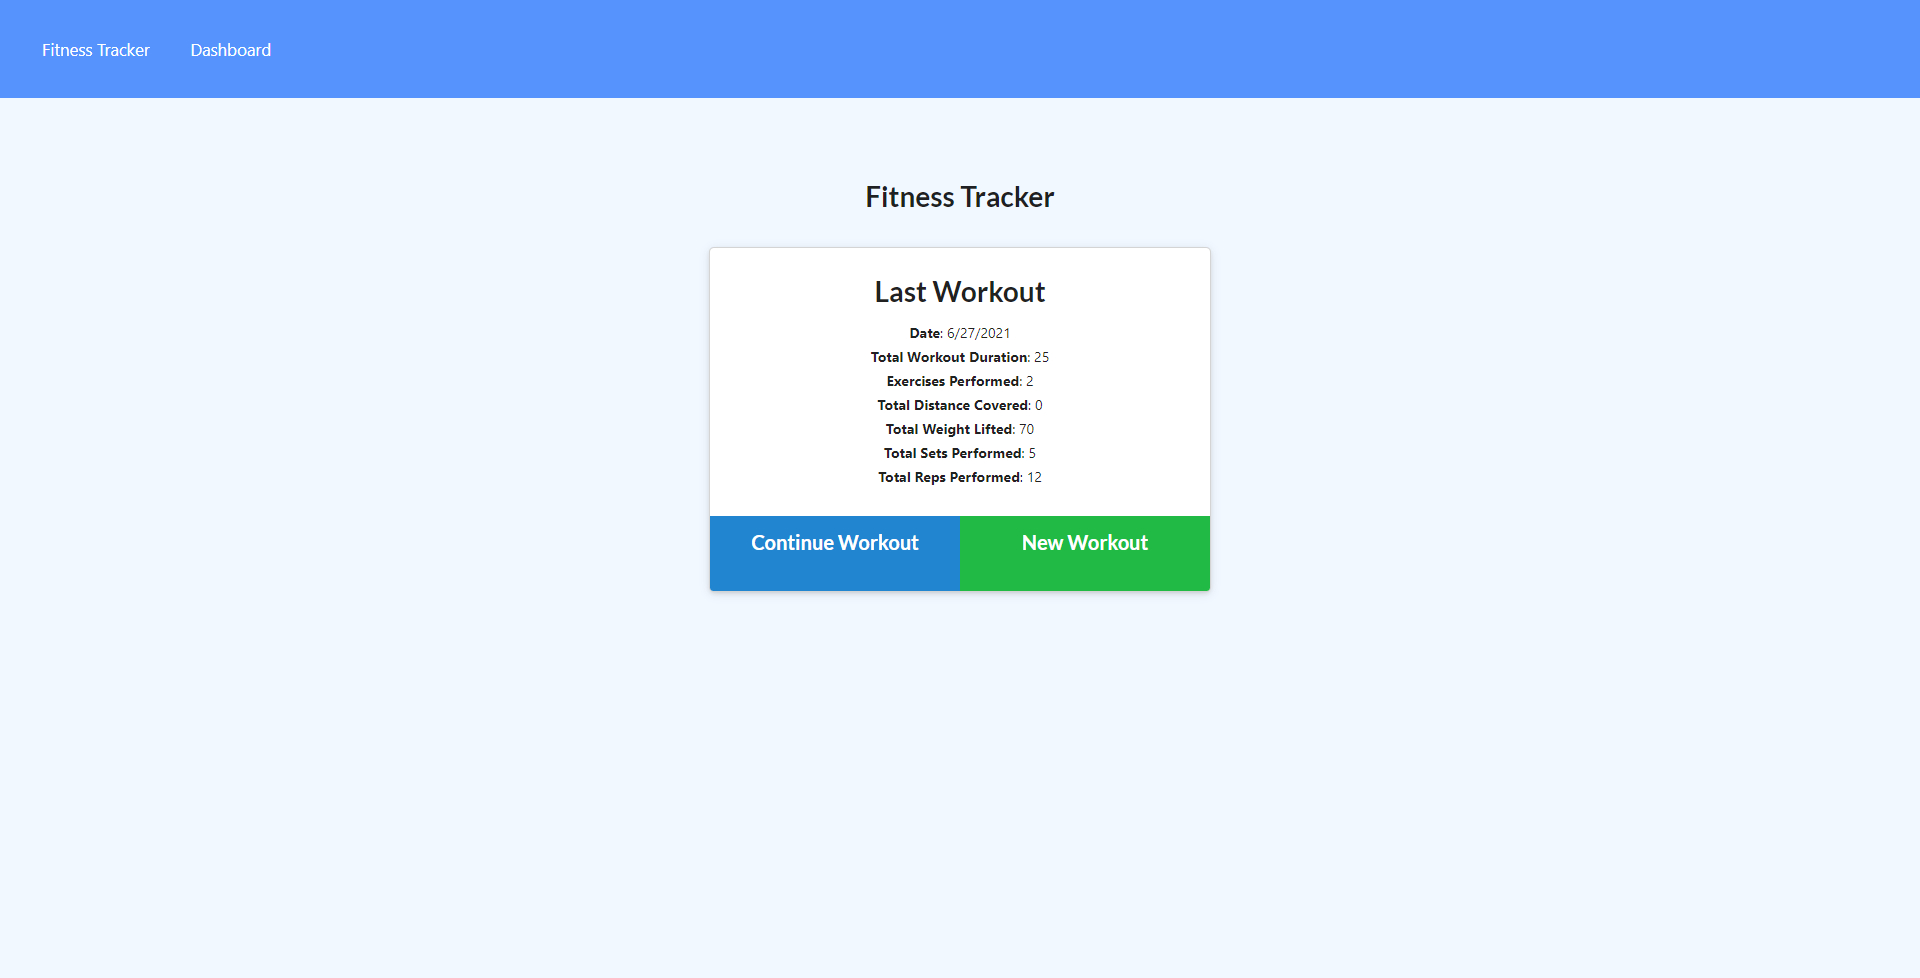 Fitness Tracker Dashboard
Fitness Tracker
Last Workout
Date: 6/27/2021
Total Workout Duration: 25
Exercises Performed: 2
Total Distance Covered: 0
Total Weight Lifted: 70
Total Sets Performed: 5
Total Reps Performed: 12
Continue Workout New Workout